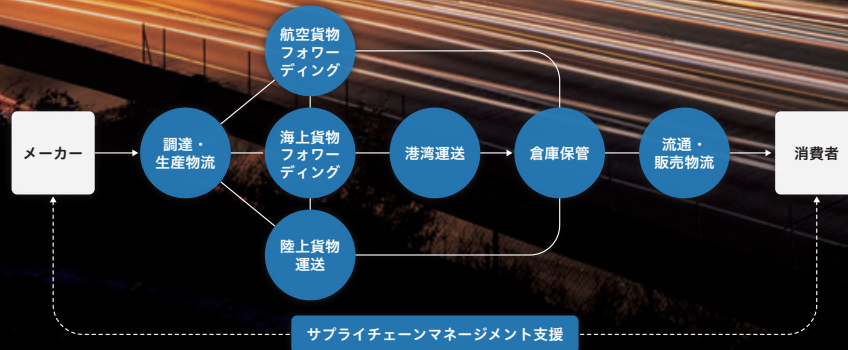 航空貨物
フォワー
ディング
メーカー
調達・
生産物流
海上貨物
フォワー
ディング
港湾運送
倉庫保管
流通・
販売物流
消費者
陸上貨物
運送
サプライチェーンマネージメント支援